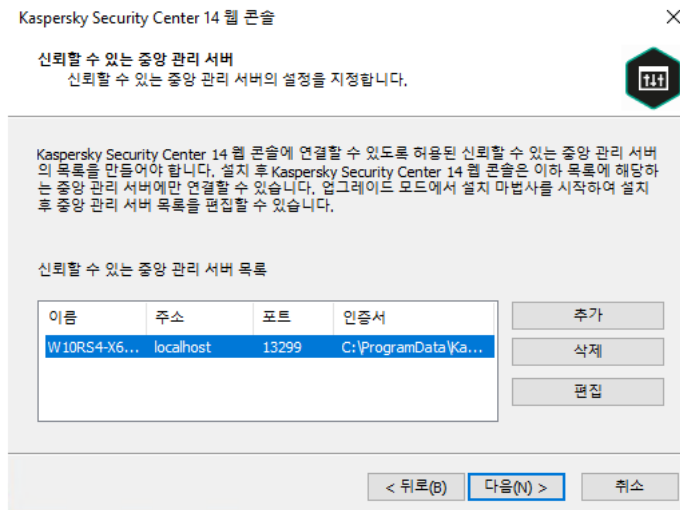 Kaspersky Security Center 14 웹 콘솔
신뢰할 수 있는 중앙 관리 서버
신뢰할 수 있는 중앙 관리 서버의 설정을 지정합니다.
Kaspersky Security Center 14 웹 콘솔에 연결할 수 있도록 허용된 신뢰할 수 있는 중앙 관리 서버
의 목록을 만들어야 합니다. 설치 후 Kaspersky Security Center 14 웹 콘솔은 이하 목록에 해당하
는 중앙 관리 서버에만 연결할 수 있습니다. 업그레이드 모드에서 설치 마법사를 시작하여 설치
후 중앙 관리 서버 목록을 편집할 수 있습니다.
신뢰할 수 있는 중앙 관리 서버 목록
이름 주소 포트 인증서
W10RS4-X6... localhost 13299 C:\ProgramData\Ka...
추가
삭제
편집
< 뒤로(B) 다음(N) > 취소